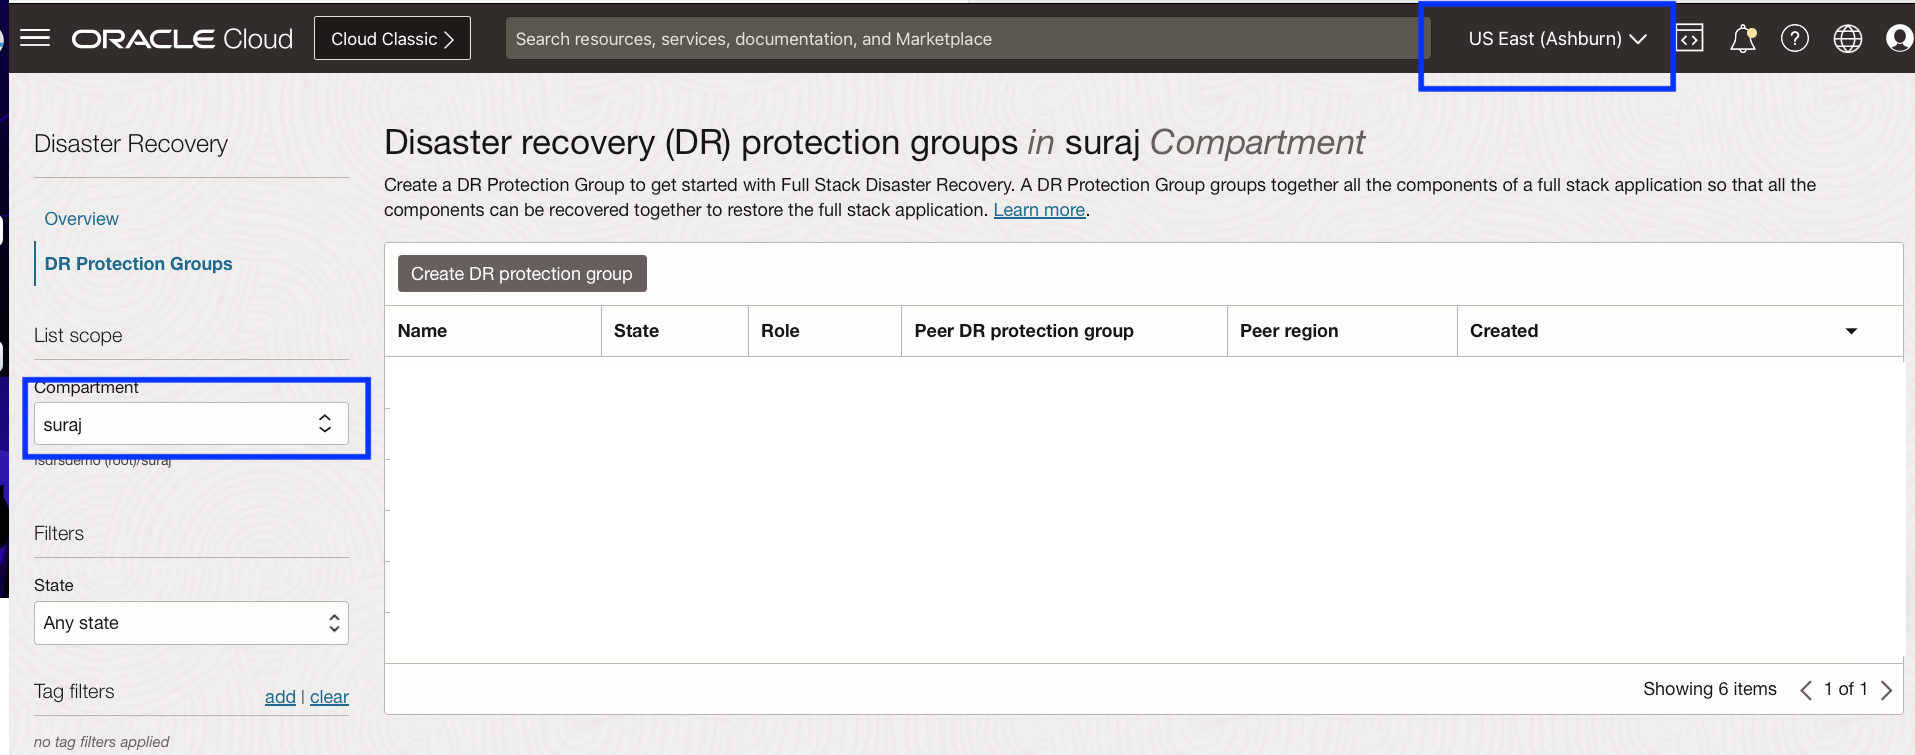 ORACLE Cloud
Cloud Classic
Search resources, services, documentation, and Marketplace
US East (Ashburn)
Disaster Recovery
Overview
DR Protection Groups
List scope
Compartment
suraj
fsdrsdemo (root)/suraj
Filters
State
Any state
Tag filters
add | clear
no tag filters applied
Disaster recovery (DR) protection groups in suraj Compartment
Create a DR Protection Group to get started with Full Stack Disaster Recovery. A DR Protection Group groups together all the components of a full stack application so that all the
components can be recovered together to restore the full stack application. Learn more.
Create DR protection group
Name State Role Peer DR protection group Peer region Created
Showing 6 items 1 of 1